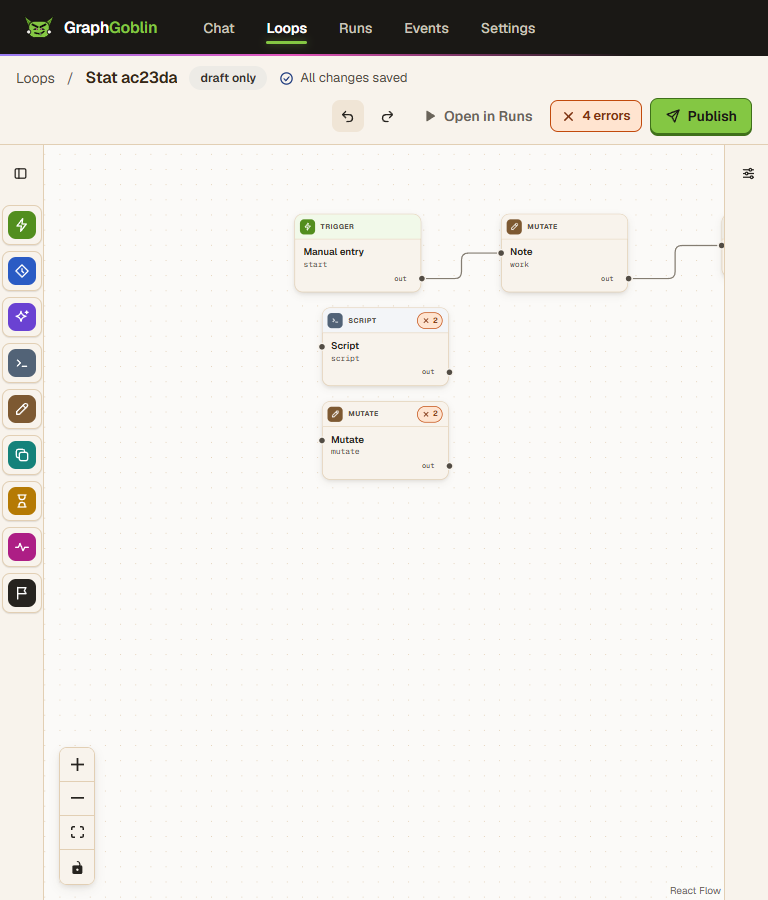 GraphGoblin Chat Loops Runs Events Settings
Loops / Stat ac23da draft only All changes saved
Open in Runs 4 errors Publish
TRIGGER
Manual entry
start
out
MUTATE
Note
work
out
SCRIPT 2
Script
script
out
MUTATE 2
Mutate
mutate
out
React Flow